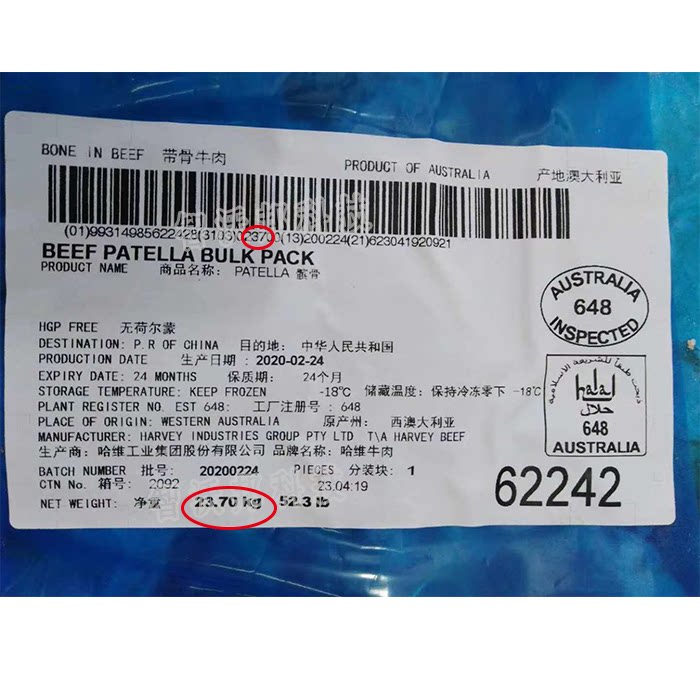 BONE IN BEEF 带骨牛肉 PRODUCT OF AUSTRALIA 产地澳大利亚
(01)99314985622428(3103)023700(13)200224(21)623041920921
BEEF PATELLA BULK PACK
PRODUCT NAME 商品名称: PATELLA 髌骨
AUSTRALIA
648
INSPECTED
HGP FREE 无荷尔蒙
DESTINATION: P.R OF CHINA 目的地: 中华人民共和国
PRODUCTION DATE 生产日期: 2020-02-24
EXPIRY DATE: 24 MONTHS 保质期: 24个月
STORAGE TEMPERATURE: KEEP FROZEN -18℃ 储藏温度: 保持冷冻零下 -18℃
PLANT REGISTER NO. EST 648: 工厂注册号: 648
PLACE OF ORIGIN: WESTERN AUSTRALIA 原产州: 西澳大利亚
MANUFACTURER: HARVEY INDUSTRIES GROUP PTY LTD T\A HARVEY BEEF
生产商: 哈维工业集团股份有限公司 品牌名称: 哈维牛肉
BATCH NUMBER 批号: 20200224 PIECES 分装块: 1
CTN No. 箱号: 2092 23:04:19
NET WEIGHT: 净重 23.70 kg 52.3 lb
ذبحت طبقا للشريعة الاسلامية
halal
حلال
648
AUSTRALIA
62242